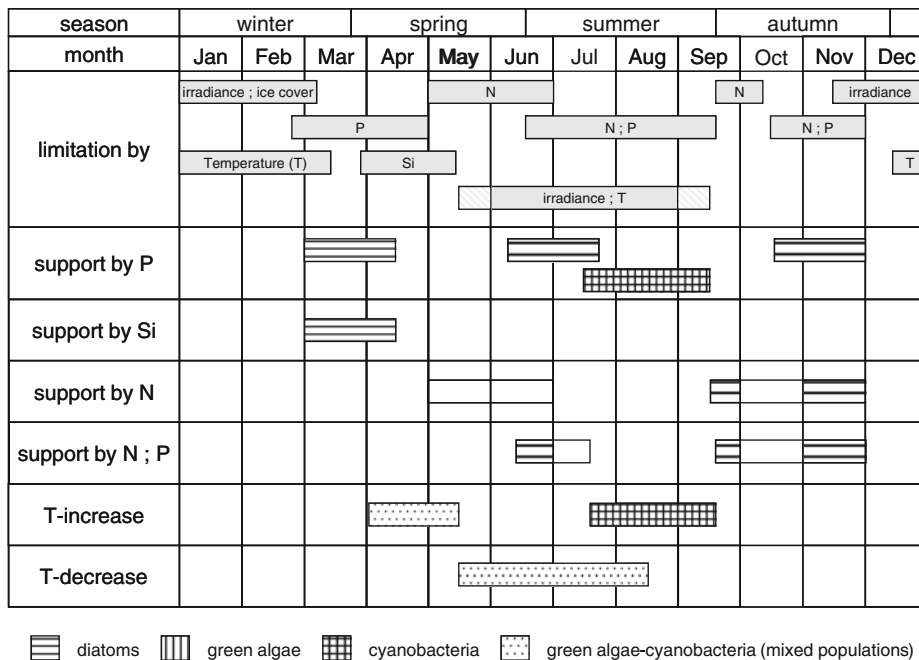 season winter spring summer autumn
month Jan Feb Mar Apr May Jun Jul Aug Sep Oct Nov Dec
limitation by
irradiance ; ice cover N N irradiance
P N ; P N ; P
Temperature (T) Si T
irradiance ; T
support by P
support by Si
support by N
support by N ; P
T-increase
T-decrease
diatoms green algae cyanobacteria green algae-cyanobacteria (mixed populations)